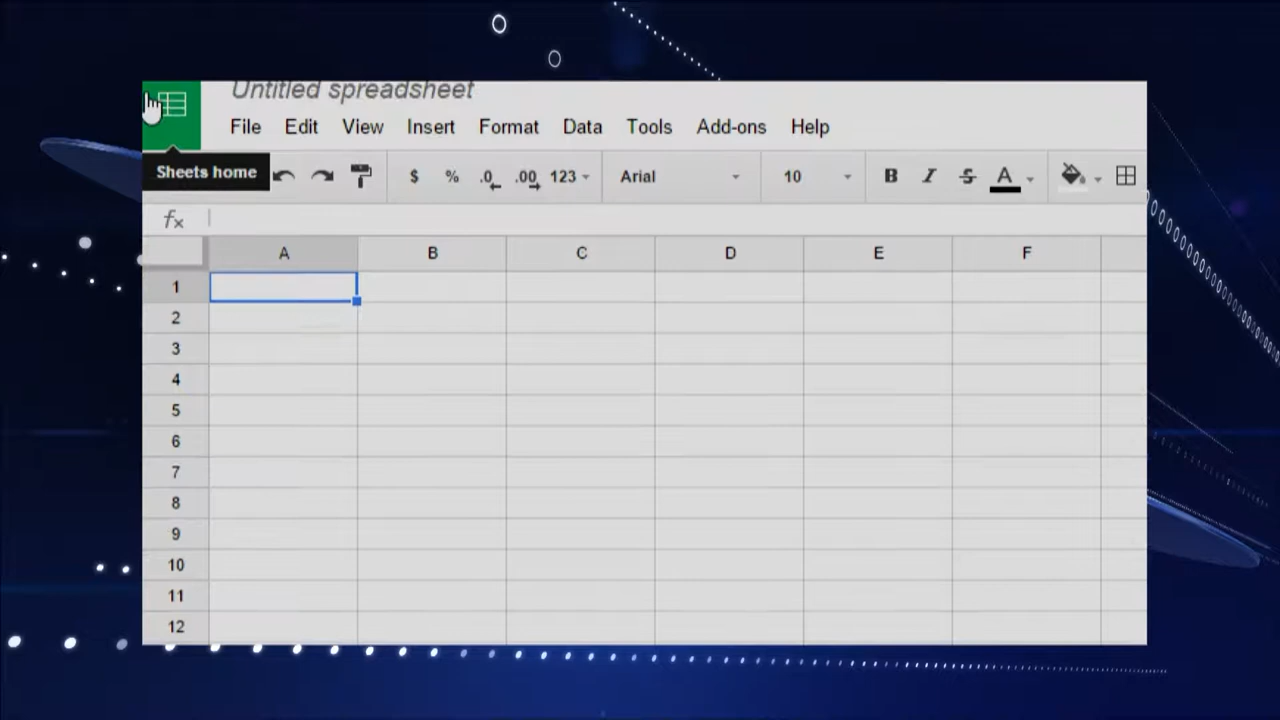 Untitled spreadsheet
File Edit View Insert Format Data Tools Add-ons Help
Sheets home
$ % .0 .00 123 Arial 10 B I S A
fx
A B C D E F
1
2
3
4
5
6
7
8
9
10
11
12